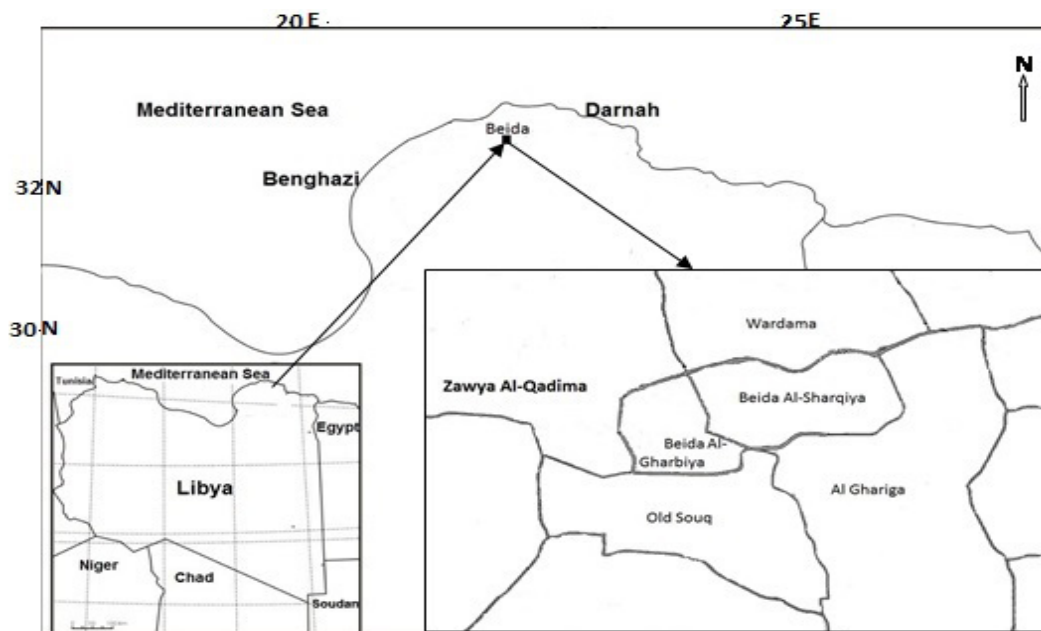 20 E
25E
N
Mediterranean Sea
Darnah
Beida
Benghazi
32N
30 N
Mediterranean Sea
Tunisia
Egypt
Libya
Niger
Chad
Soudan
Wardama
Zawya Al-Qadima
Beida Al-Sharqiya
Beida Al-
Gharbiya
Al Ghariga
Old Souq